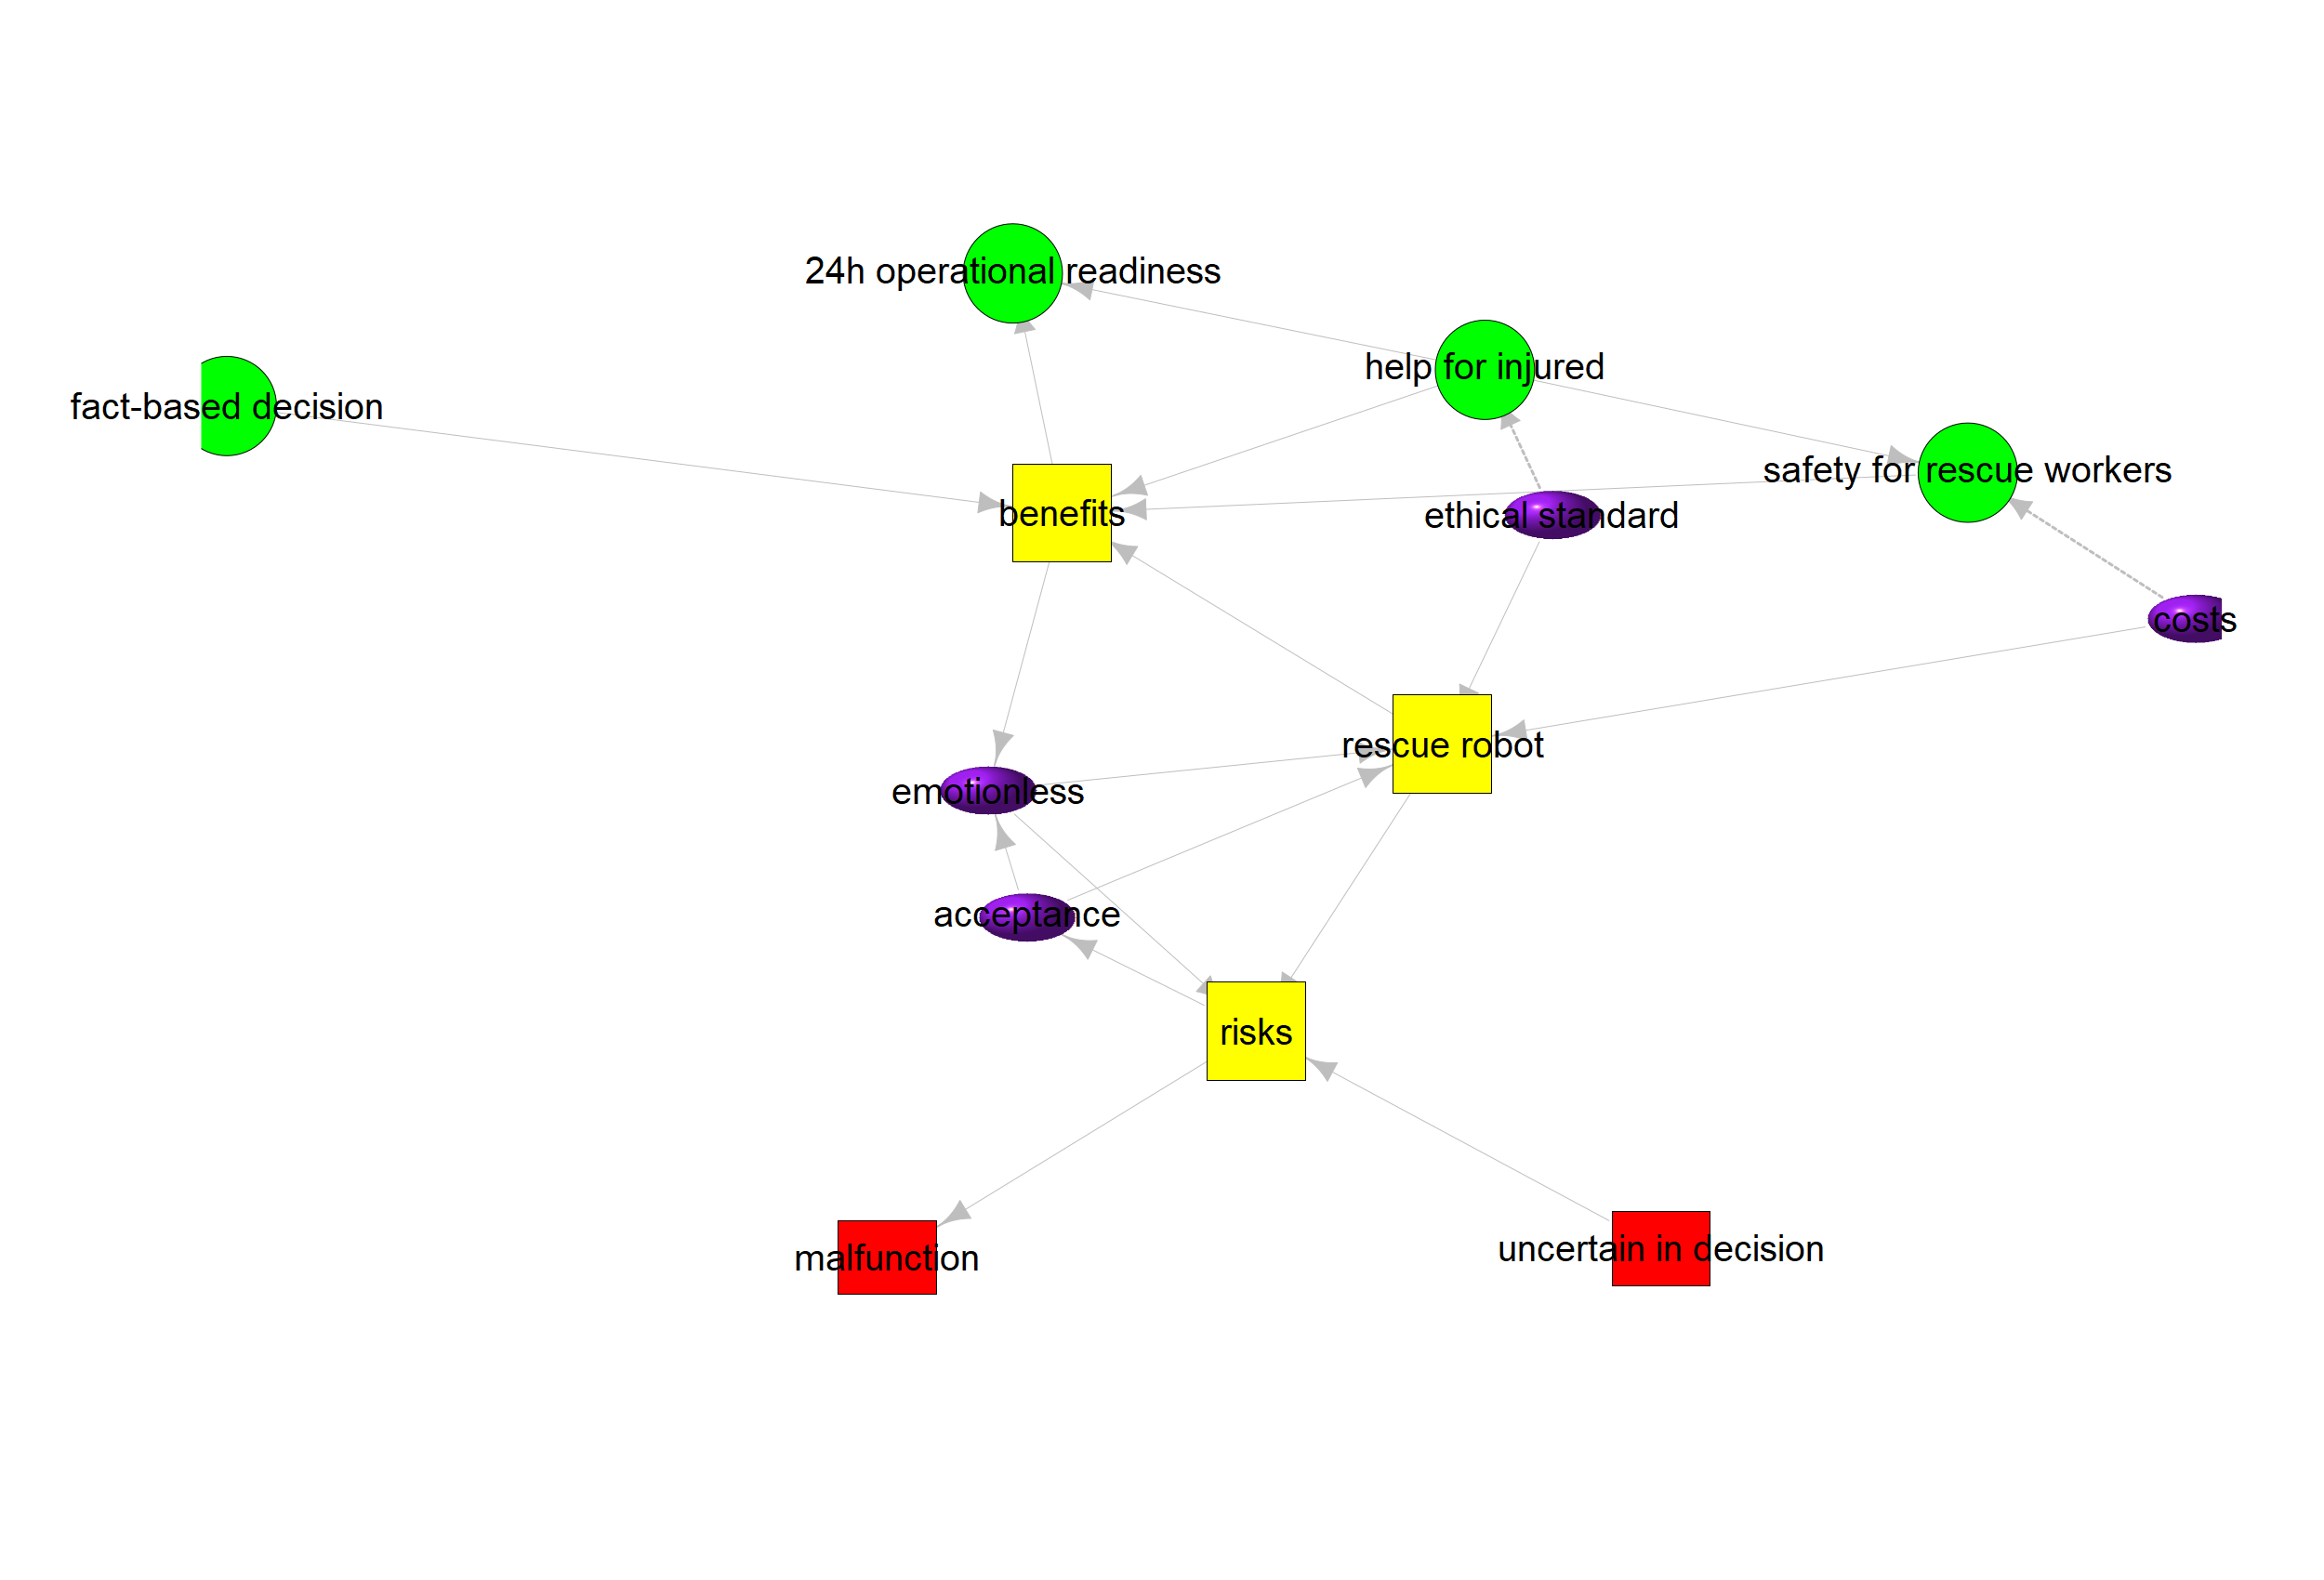 24h operational readiness
help for injured
fact-based decision
safety for rescue workers
benefits
ethical standard
costs
rescue robot
emotionless
acceptance
risks
malfunction
uncertain in decision